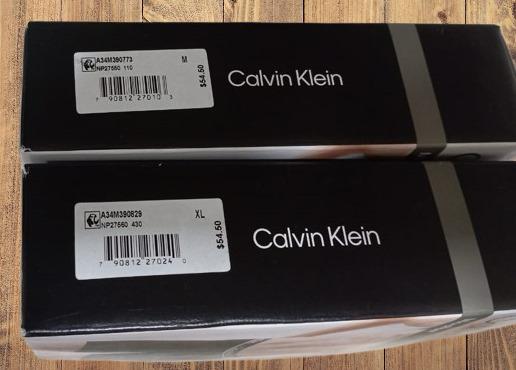 A34M390773 M
NP27560 110
7 90812 27010 3
$54.50
Calvin Klein
A34M390829 XL
NP27560 430
7 90812 27024 0
$54.50
Calvin Klein